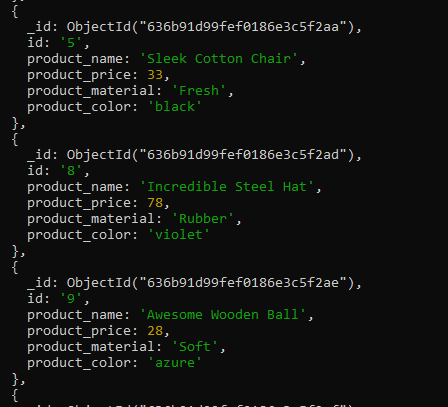 {
_id: ObjectId("636b91d99fef0186e3c5f2aa"),
id: '5',
product_name: 'Sleek Cotton Chair',
product_price: 33,
product_material: 'Fresh',
product_color: 'black'
},
{
_id: ObjectId("636b91d99fef0186e3c5f2ad"),
id: '8',
product_name: 'Incredible Steel Hat',
product_price: 78,
product_material: 'Rubber',
product_color: 'violet'
},
{
_id: ObjectId("636b91d99fef0186e3c5f2ae"),
id: '9',
product_name: 'Awesome Wooden Ball',
product_price: 28,
product_material: 'Soft',
product_color: 'azure'
},
{